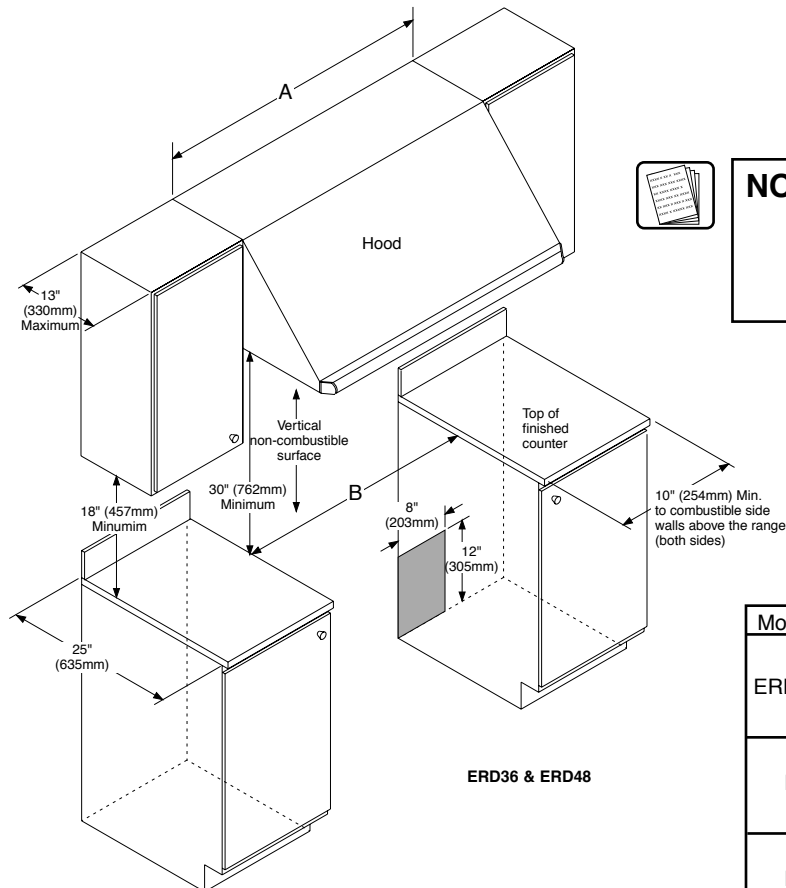 A
Hood
NO
13"
(330mm)
Maximum
Top of
finished
counter
Vertical
non-combustible
surface
18" (457mm)
Minumim
30" (762mm)
Minimum
B
8"
(203mm)
12"
(305mm)
10" (254mm) Min.
to combustible side
walls above the range
(both sides)
25"
(635mm)
Mo
ER
ERD36 & ERD48